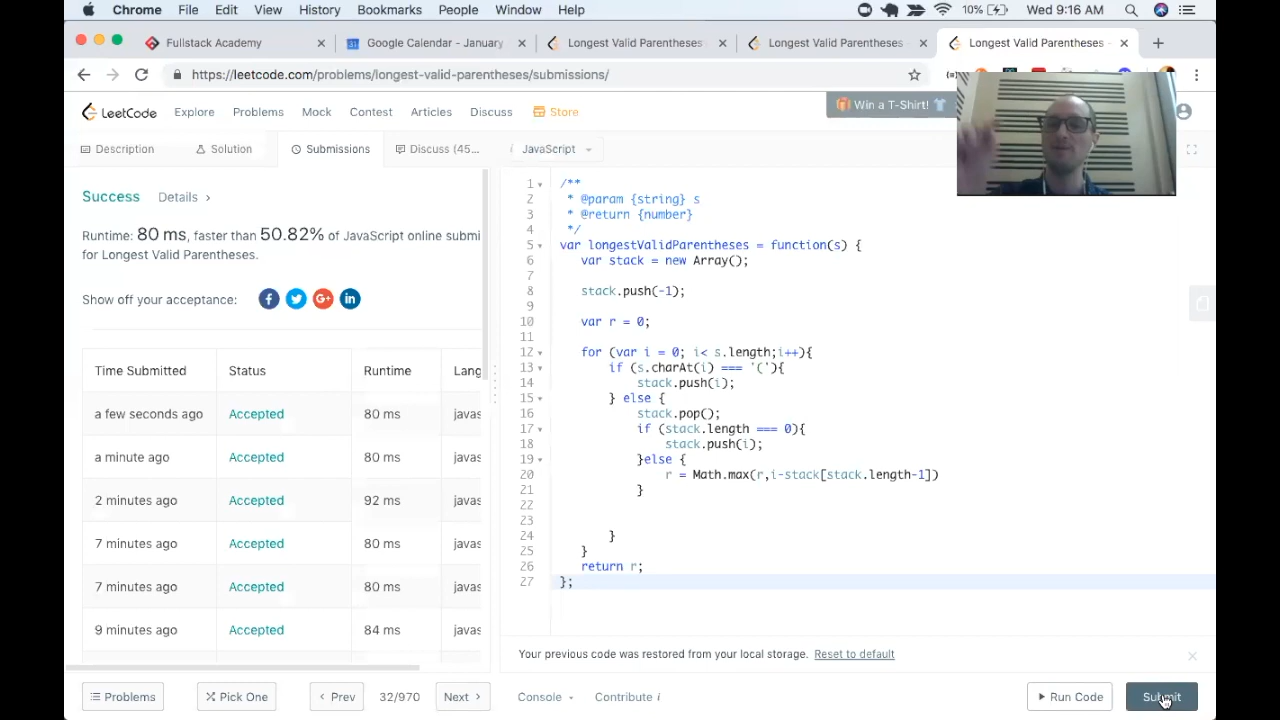 Chrome File Edit View History Bookmarks People Window Help 10% Wed 9:16 AM
Fullstack Academy × Google Calendar - January × Longest Valid Parentheses × Longest Valid Parentheses × Longest Valid Parentheses - × +
https://leetcode.com/problems/longest-valid-parentheses/submissions/
LeetCode Explore Problems Mock Contest Articles Discuss Store Win a T-Shirt!
Description Solution Submissions Discuss (45... i JavaScript
Success Details >
Runtime: 80 ms, faster than 50.82% of JavaScript online submi
for Longest Valid Parentheses.
Show off your acceptance:
Time Submitted Status Runtime Lang
a few seconds ago Accepted 80 ms javas
a minute ago Accepted 80 ms javas
2 minutes ago Accepted 92 ms javas
7 minutes ago Accepted 80 ms javas
7 minutes ago Accepted 80 ms javas
9 minutes ago Accepted 84 ms javas
1 /**
2 * @param {string} s
3 * @return {number}
4 */
5 var longestValidParentheses = function(s) {
6 var stack = new Array();
7
8 stack.push(-1);
9
10 var r = 0;
11
12 for (var i = 0; i< s.length;i++){
13 if (s.charAt(i) === '('){
14 stack.push(i);
15 } else {
16 stack.pop();
17 if (stack.length === 0){
18 stack.push(i);
19 }else {
20 r = Math.max(r,i-stack[stack.length-1])
21 }
22
23
24 }
25 }
26 return r;
27 };
Your previous code was restored from your local storage. Reset to default
Problems Pick One Prev 32/970 Next Console Contribute i Run Code Submit